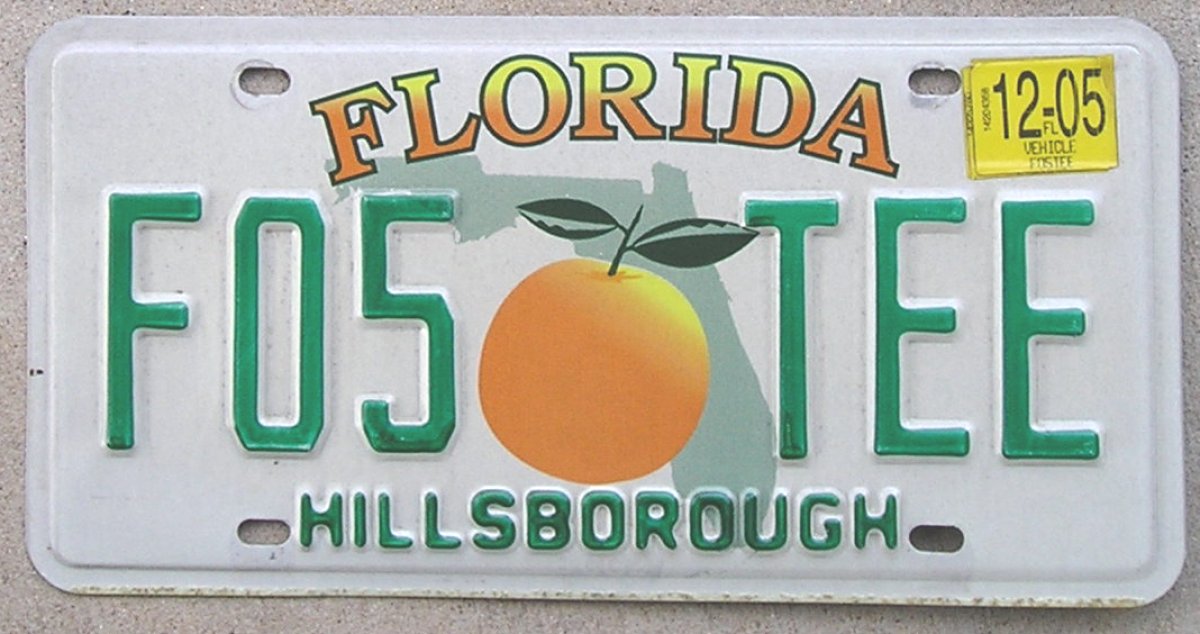 FLORIDA
12-05
FL
VEHICLE
F05TEE
F05 TEE
HILLSBOROUGH